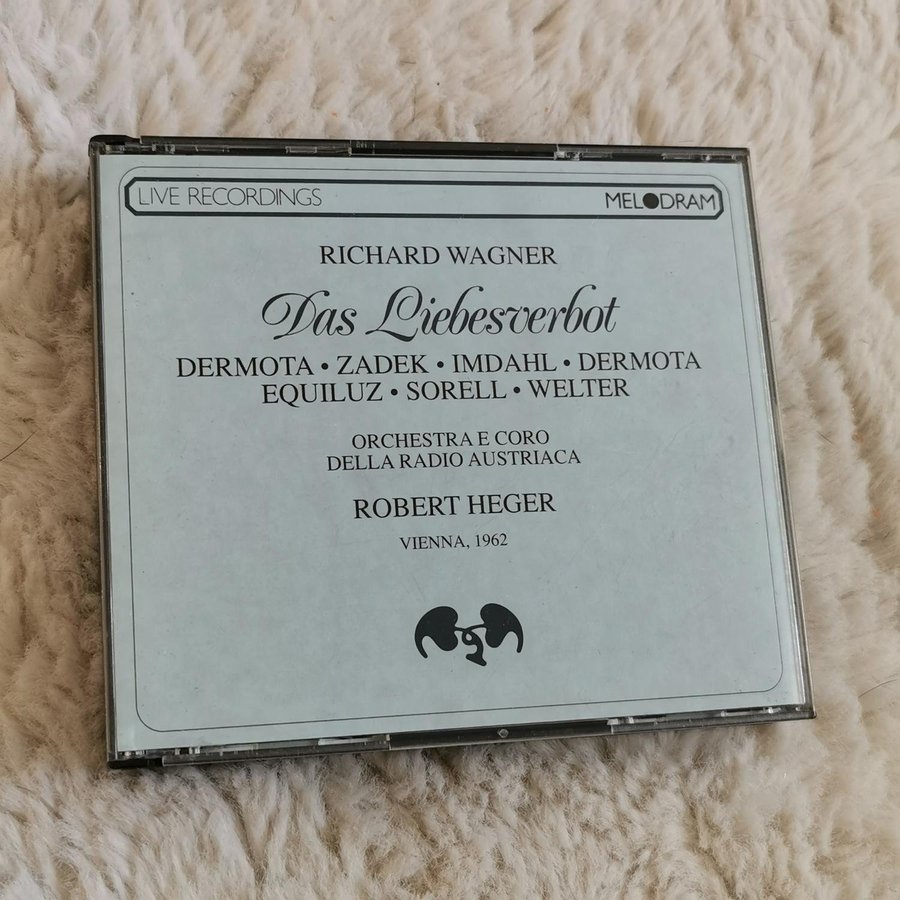 LIVE RECORDINGS MELODRAM
RICHARD WAGNER
Das Liebesverbot
DERMOTA • ZADEK • IMDAHL • DERMOTA
EQUILUZ • SORELL • WELTER
ORCHESTRA E CORO
DELLA RADIO AUSTRIACA
ROBERT HEGER
VIENNA, 1962